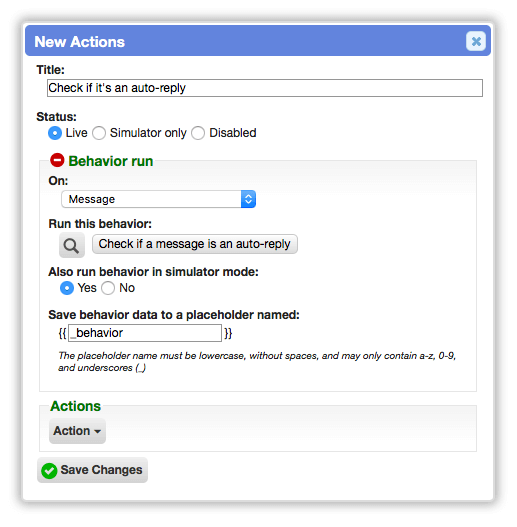 New Actions
Title:
Check if it's an auto-reply
Status:
Live Simulator only Disabled
Behavior run
On:
Message
Run this behavior:
Check if a message is an auto-reply
Also run behavior in simulator mode:
Yes No
Save behavior data to a placeholder named:
{{ _behavior }}
The placeholder name must be lowercase, without spaces, and may only contain a-z, 0-9,
and underscores (_)
Actions
Action
Save Changes